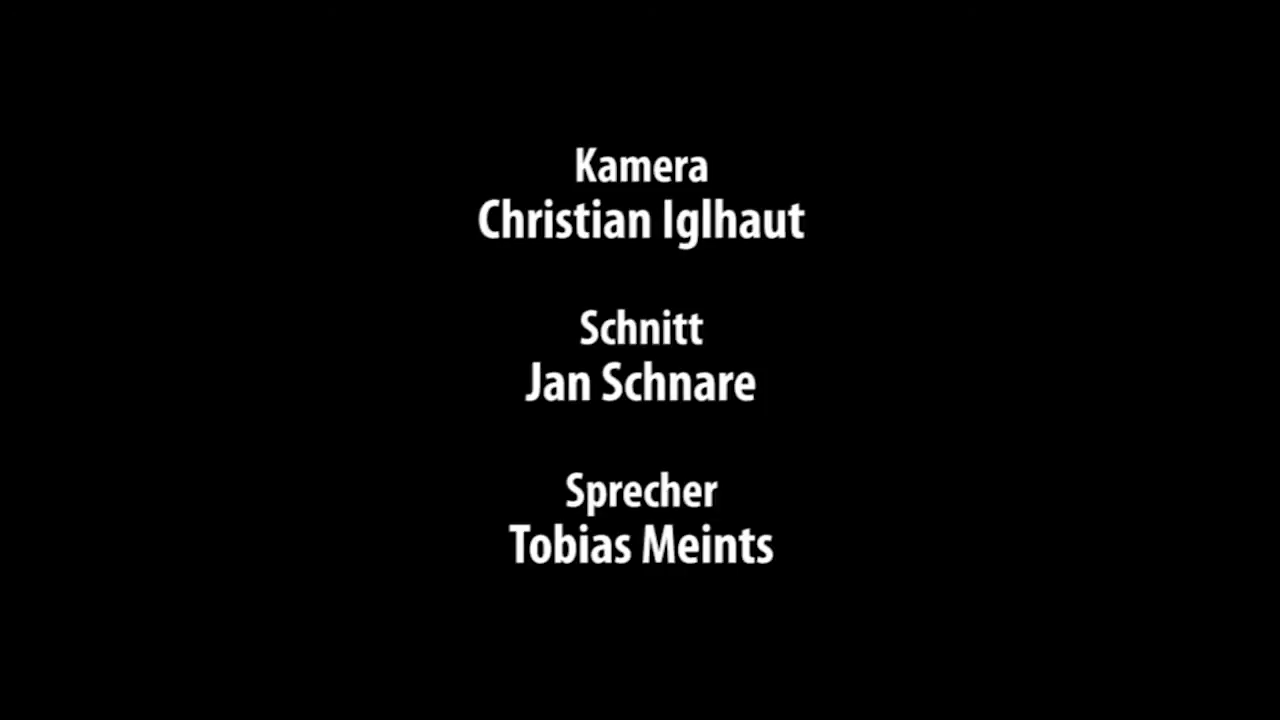 Kamera
Christian Iglhaut
Schnitt
Jan Schnare
Sprecher
Tobias Meints